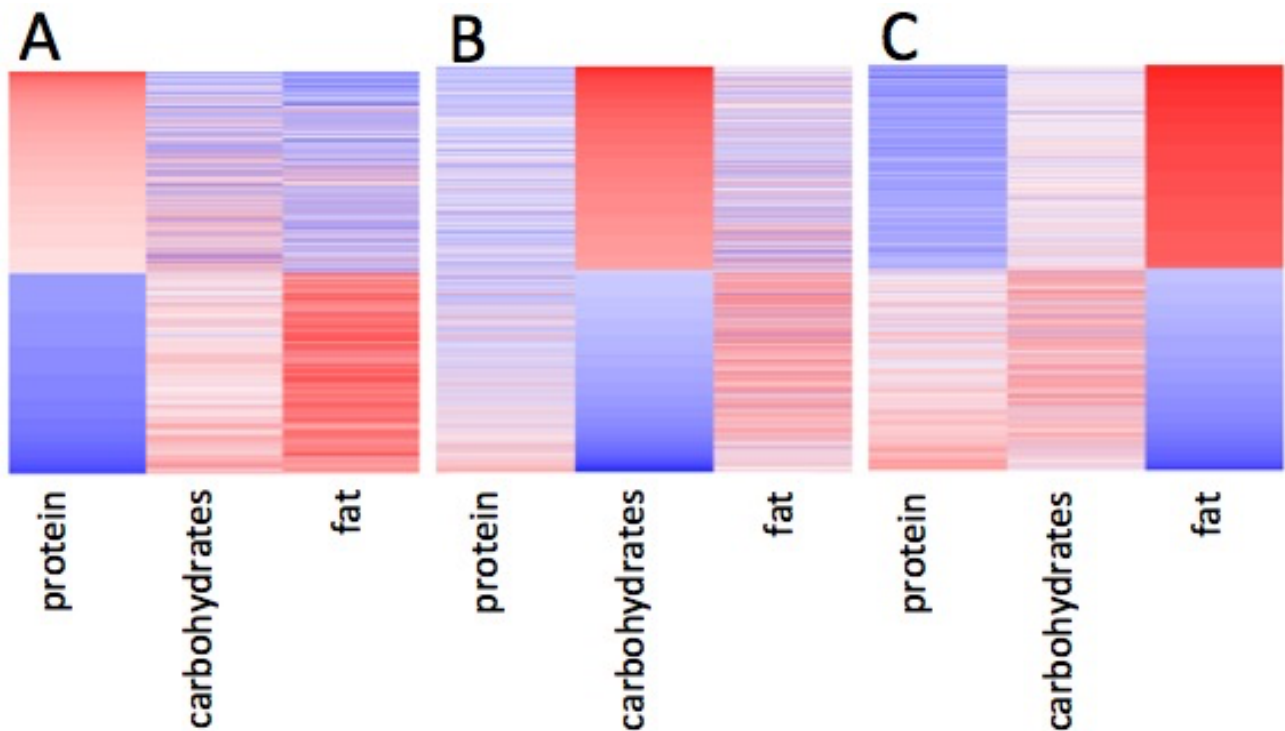 A
B
C
protein
carbohydrates
fat
protein
carbohydrates
fat
protein
carbohydrates
fat